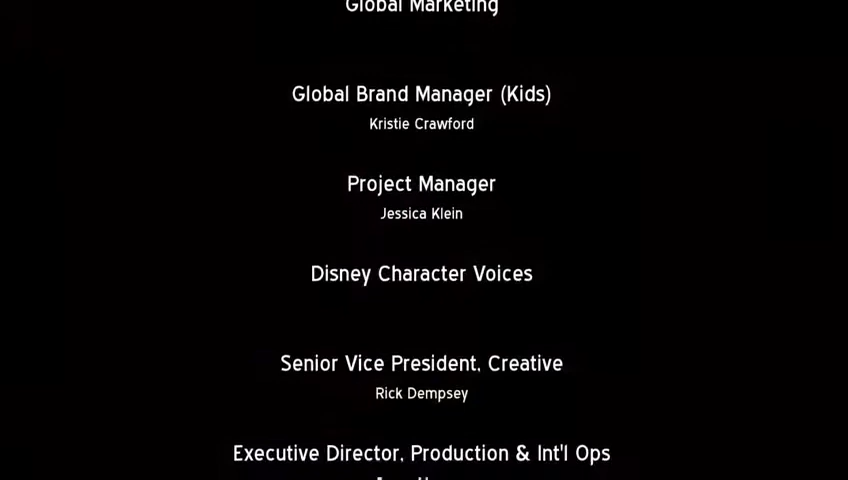 Global Marketing
Global Brand Manager (Kids)
Kristie Crawford
Project Manager
Jessica Klein
Disney Character Voices
Senior Vice President, Creative
Rick Dempsey
Executive Director, Production & Int'l Ops